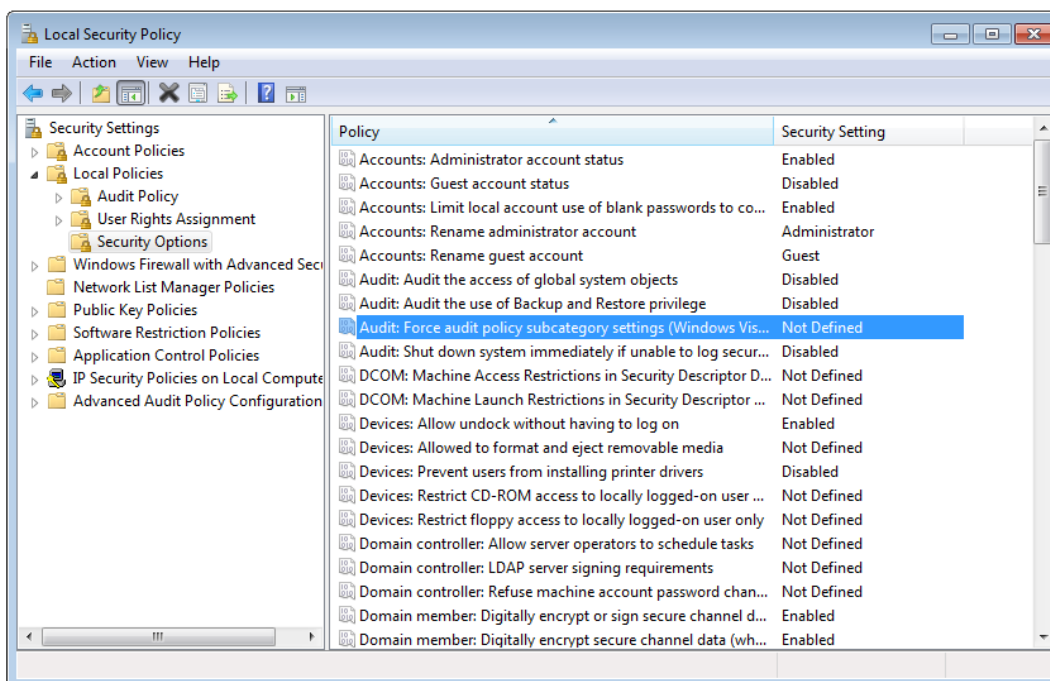 Local Security Policy
File Action View Help
Security Settings
Account Policies
Local Policies
Audit Policy
User Rights Assignment
Security Options
Windows Firewall with Advanced Secu
Network List Manager Policies
Public Key Policies
Software Restriction Policies
Application Control Policies
IP Security Policies on Local Compute
Advanced Audit Policy Configuration
Policy Security Setting
Accounts: Administrator account status Enabled
Accounts: Guest account status Disabled
Accounts: Limit local account use of blank passwords to co... Enabled
Accounts: Rename administrator account Administrator
Accounts: Rename guest account Guest
Audit: Audit the access of global system objects Disabled
Audit: Audit the use of Backup and Restore privilege Disabled
Audit: Force audit policy subcategory settings (Windows Vis... Not Defined
Audit: Shut down system immediately if unable to log secur... Disabled
DCOM: Machine Access Restrictions in Security Descriptor D... Not Defined
DCOM: Machine Launch Restrictions in Security Descriptor ... Not Defined
Devices: Allow undock without having to log on Enabled
Devices: Allowed to format and eject removable media Not Defined
Devices: Prevent users from installing printer drivers Disabled
Devices: Restrict CD-ROM access to locally logged-on user ... Not Defined
Devices: Restrict floppy access to locally logged-on user only Not Defined
Domain controller: Allow server operators to schedule tasks Not Defined
Domain controller: LDAP server signing requirements Not Defined
Domain controller: Refuse machine account password chan... Not Defined
Domain member: Digitally encrypt or sign secure channel d... Enabled
Domain member: Digitally encrypt secure channel data (wh... Enabled